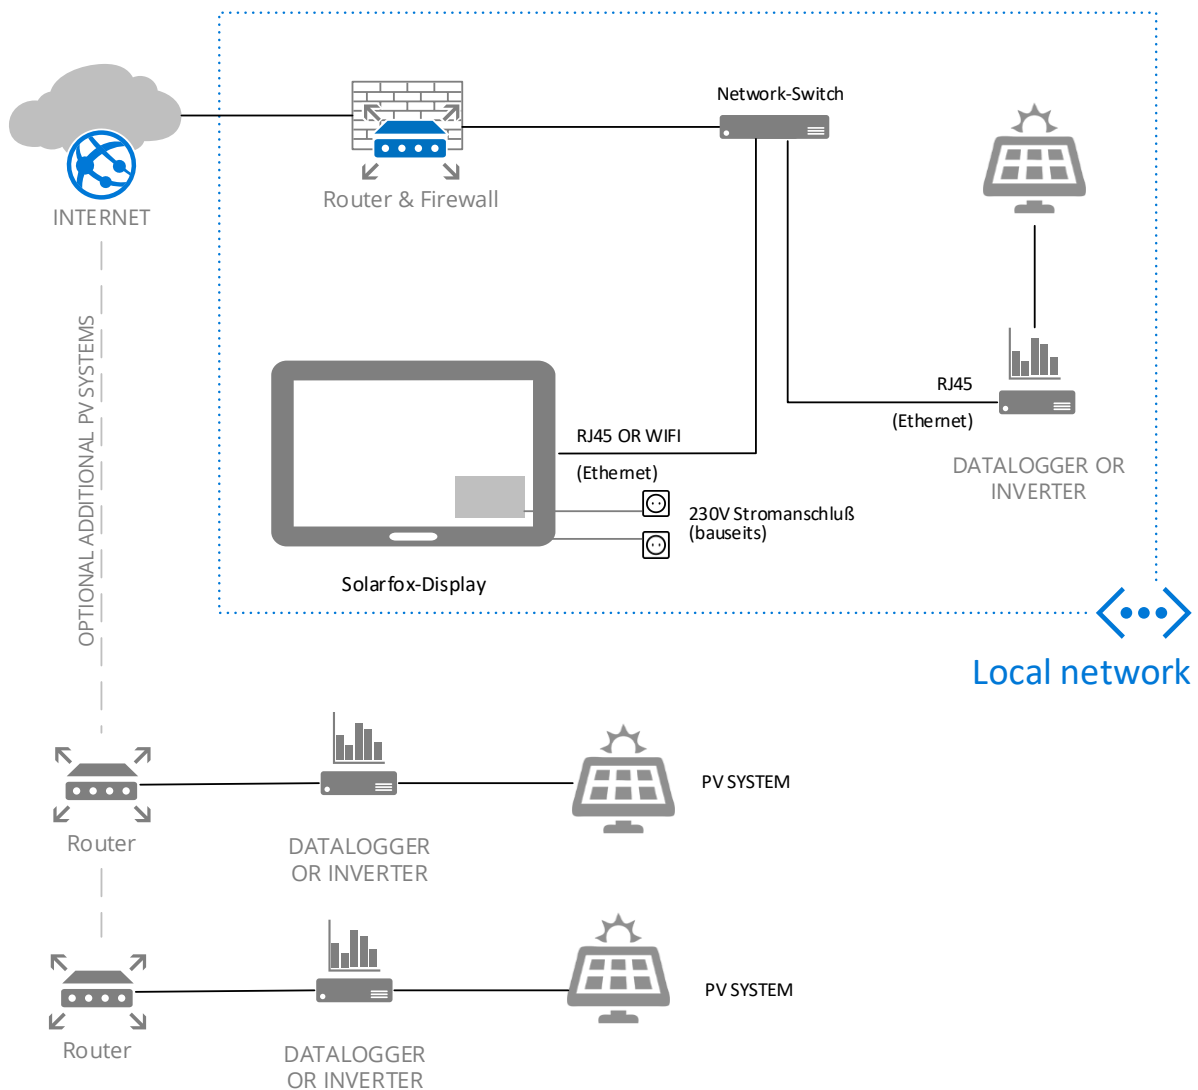 Network-Switch
INTERNET
Router & Firewall
OPTIONAL ADDITIONAL PV SYSTEMS
RJ45
(Ethernet)
RJ45 OR WIFI
(Ethernet)
DATALOGGER OR
INVERTER
230V Stromanschluß
(bauseits)
Solarfox-Display
Local network
PV SYSTEM
Router
DATALOGGER
OR INVERTER
PV SYSTEM
Router
DATALOGGER
OR INVERTER